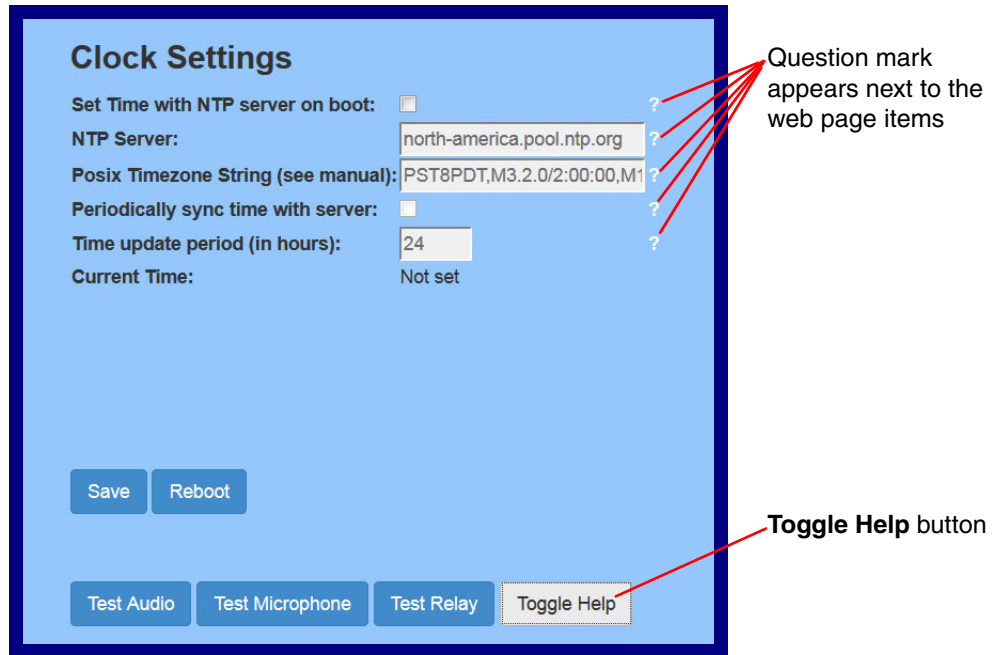 Clock Settings
Set Time with NTP server on boot: ?
NTP Server: north-america.pool.ntp.org ?
Posix Timezone String (see manual): PST8PDT,M3.2.0/2:00:00,M1 ?
Periodically sync time with server: ?
Time update period (in hours): 24 ?
Current Time: Not set
Question mark
appears next to the
web page items
Save Reboot
Toggle Help button
Test Audio Test Microphone Test Relay Toggle Help